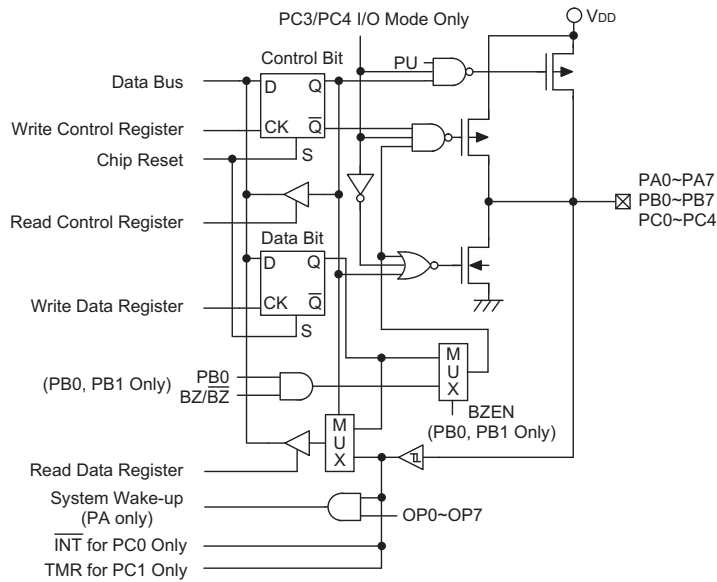 PC3/PC4 I/O Mode Only
VDD
Control Bit
PU
Data Bus
D Q
Write Control Register
CK Q̅
Chip Reset
S
PA0~PA7
PB0~PB7
PC0~PC4
Read Control Register
Data Bit
D Q
Write Data Register
CK Q̅
S
MUX
(PB0, PB1 Only)
PB0
BZ/B̅Z̅
BZEN
(PB0, PB1 Only)
MUX
Read Data Register
System Wake-up
(PA only)
OP0~OP7
I̅N̅T̅ for PC0 Only
TMR for PC1 Only